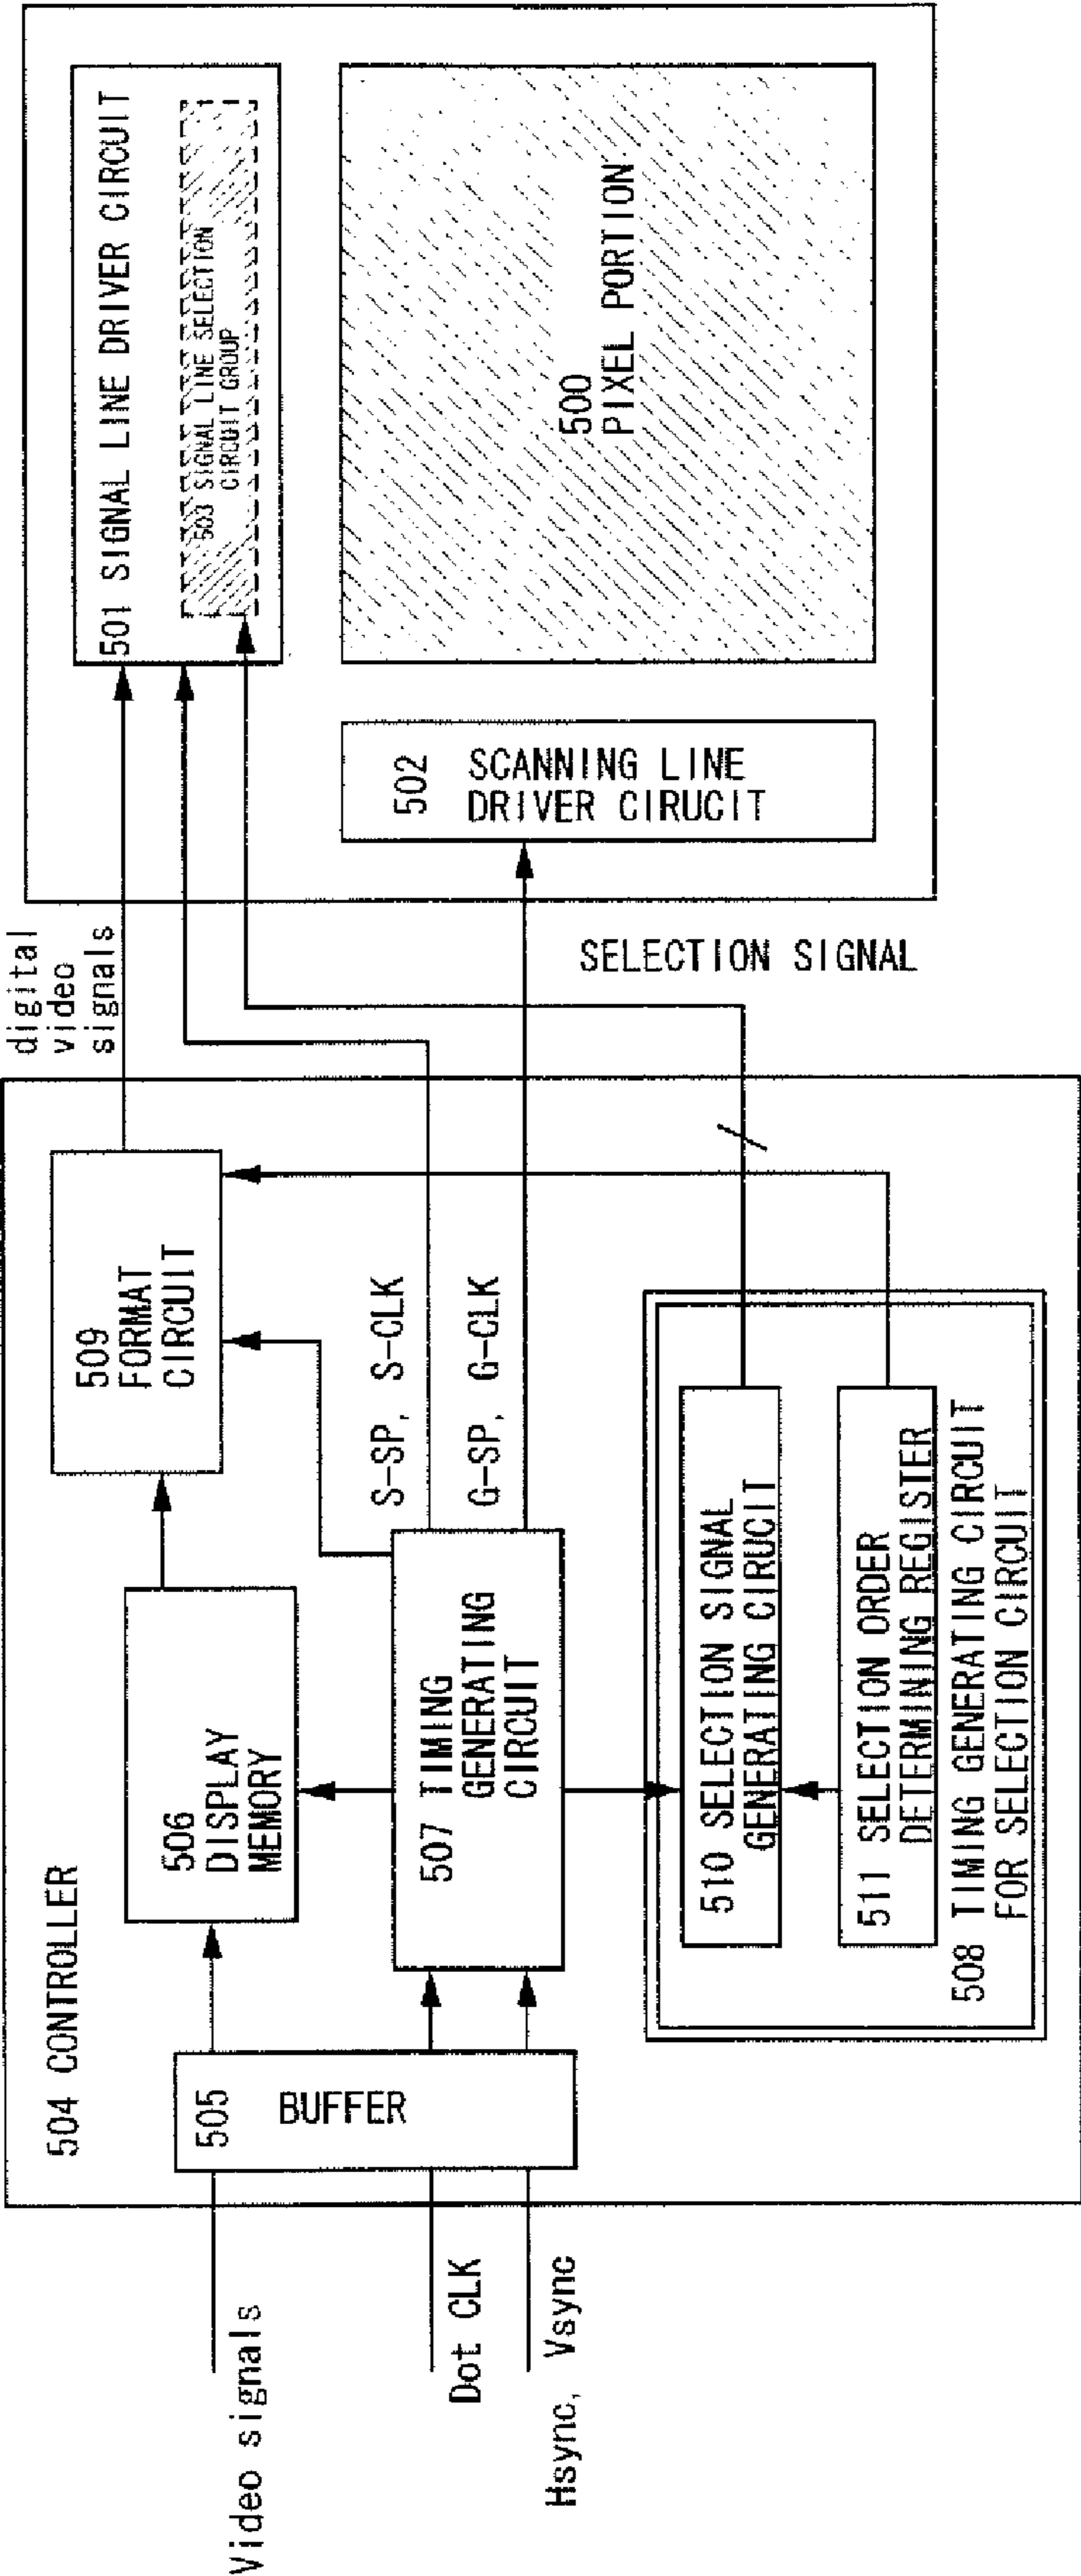 504 CONTROLLER
Video signals
Dot CLK
Hsync, Vsync
505
BUFFER
506
DISPLAY
MEMORY
507 TIMING
GENERATING
CIRCUIT
509
FORMAT
CIRCUIT
S-SP, S-CLK
G-SP, G-CLK
510 SELECTION SIGNAL
GENERATING CIRUCIT
511 SELECTION ORDER
DETERMINING REGISTER
508 TIMING GENERATING CIRCUIT
FOR SELECTION CIRCUIT
digital
video
signals
SELECTION SIGNAL
501 SIGNAL LINE DRIVER CIRCUIT
503 SIGNAL LINE SELECTION
CIRCUIT GROUP
502 SCANNING LINE
DRIVER CIRUCIT
500
PIXEL PORTION